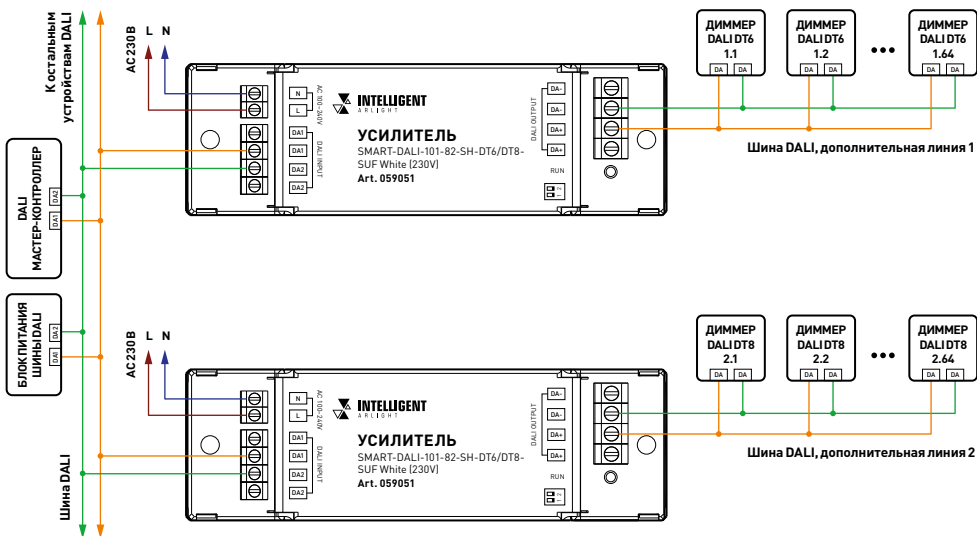 К остальным
устройствам DALI
DALI
МАСТЕР-КОНТРОЛЛЕР
DA2
DA1
БЛОК ПИТАНИЯ
ШИНЫ DALI
DA2
DA1
Шина DALI
AC230В
L N
N
L
AC 100-240V
DA1
DA1
DA2
DA2
DALI INPUT
INTELLIGENT
ARLIGHT
УСИЛИТЕЛЬ
SMART-DALI-101-82-SH-DT6/DT8-
SUF White (230V)
Art. 059051
DALI OUTPUT
DA-
DA-
DA+
DA+
RUN
1 2
ДИММЕР
DALI DT6
1.1
DA DA
ДИММЕР
DALI DT6
1.2
DA DA
ДИММЕР
DALI DT6
1.64
DA DA
Шина DALI, дополнительная линия 1
AC230В
L N
N
L
AC 100-240V
DA1
DA1
DA2
DA2
DALI INPUT
INTELLIGENT
ARLIGHT
УСИЛИТЕЛЬ
SMART-DALI-101-82-SH-DT6/DT8-
SUF White (230V)
Art. 059051
DALI OUTPUT
DA-
DA-
DA+
DA+
RUN
1 2
ДИММЕР
DALI DT8
2.1
DA DA
ДИММЕР
DALI DT8
2.2
DA DA
ДИММЕР
DALI DT8
2.64
DA DA
Шина DALI, дополнительная линия 2